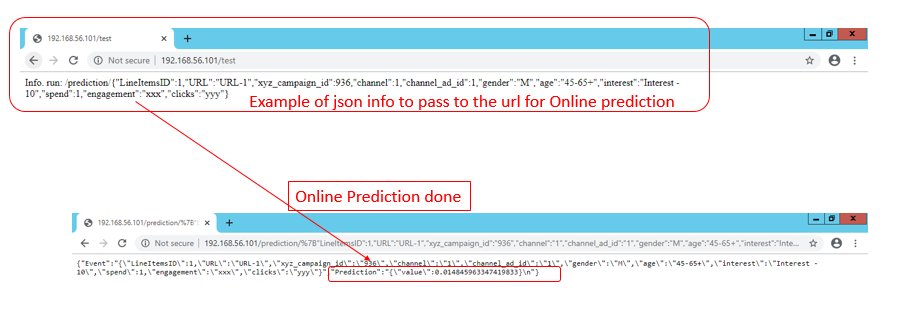 192.168.56.101/test
Not secure | 192.168.56.101/test
Info. run: /prediction/{"LineItemsID":1,"URL":"URL-1","xyz_campaign_id":936,"channel":1,"channel_ad_id":1,"gender":"M","age":"45-65+","interest":"Interest -
10","spend":1,"engagement":"xxx","clicks":"yyy"}
Example of json info to pass to the url for Online prediction
Online Prediction done
192.168.56.101/prediction/%7B"L
Not secure | 192.168.56.101/prediction/%7B"LineItemsID":1,"URL":"URL-1","xyz_campaign_id":"936","channel":"1","channel_ad_id":"1","gender":"M","age":"45-65+","interest":"Inte...
{"Event":"{\"LineItemsID\":1,\"URL\":\"URL-1\",\"xyz_campaign_id\":\"936\",\"channel\":\"1\",\"channel_ad_id\":\"1\",\"gender\":\"M\",\"age\":\"45-65+\",\"interest\":\"Interest -
10\",\"spend\":1,\"engagement\":\"xxx\",\"clicks\":\"yyy\"}" "Prediction":"{\"value\":0.014845963347419833}\n"}